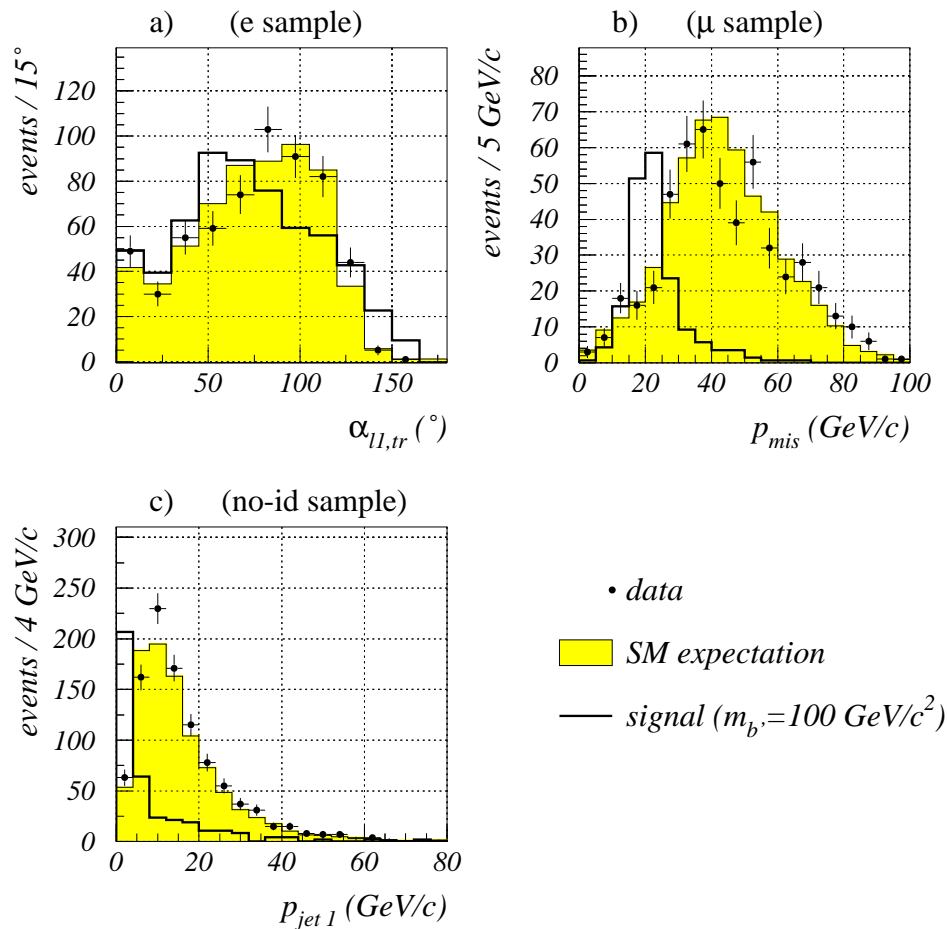 a) (e sample)
events / 15°
120
100
80
60
40
20
0
0 50 100 150
α_{l1,tr} (°)
b) (μ sample)
events / 5 GeV/c
80
70
60
50
40
30
20
10
0
0 20 40 60 80 100
p_{mis} (GeV/c)
c) (no-id sample)
events / 4 GeV/c
300
250
200
150
100
50
0
0 20 40 60 80
p_{jet 1} (GeV/c)
data
SM expectation
signal (m_{b’}=100 GeV/c²)